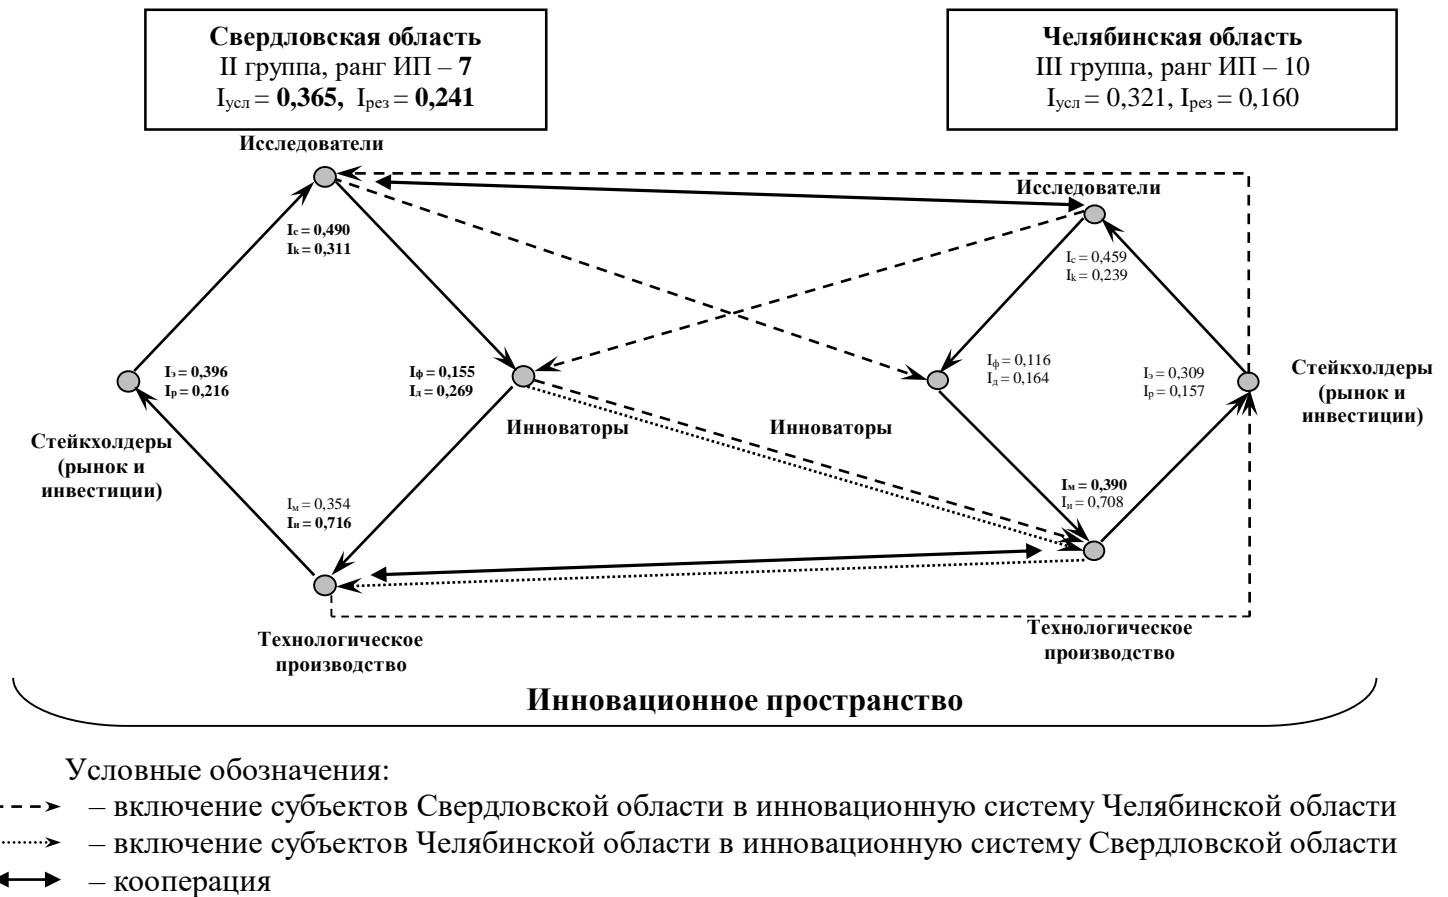 Свердловская область
II группа, ранг ИП – 7
Iусл = 0,365, Iрез = 0,241
Челябинская область
III группа, ранг ИП – 10
Iусл = 0,321, Iрез = 0,160
Исследователи
Исследователи
Iс = 0,490
Ik = 0,311
Iс = 0,459
Ik = 0,239
Iэ = 0,396
Iр = 0,216
Iф = 0,155
Iд = 0,269
Iф = 0,116
Iд = 0,164
Iэ = 0,309
Iр = 0,157
Стейкхолдеры
(рынок и
инвестиции)
Инноваторы
Инноваторы
Стейкхолдеры
(рынок и
инвестиции)
Iм = 0,354
Iи = 0,716
Iм = 0,390
Iи = 0,708
Технологическое
производство
Технологическое
производство
Инновационное пространство
Условные обозначения:
– включение субъектов Свердловской области в инновационную систему Челябинской области
– включение субъектов Челябинской области в инновационную систему Свердловской области
– кооперация